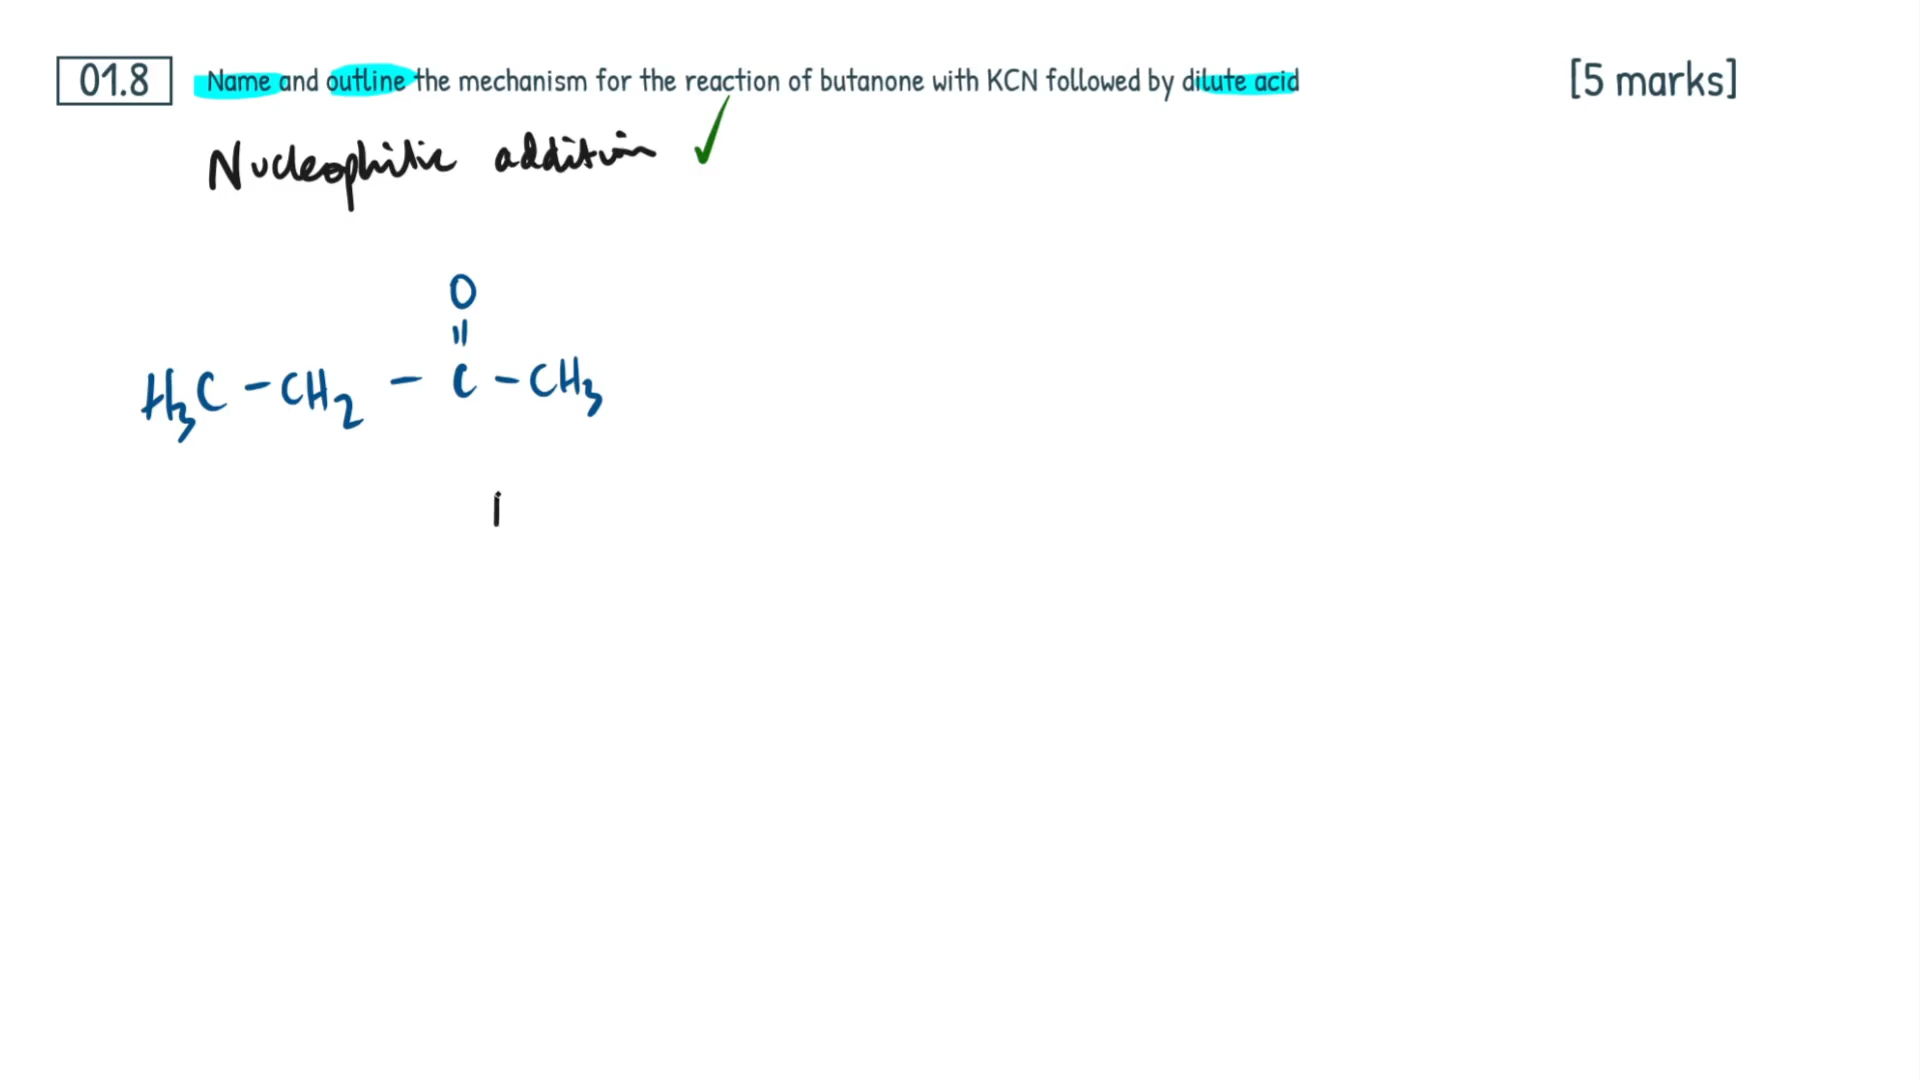 01.8 Name and outline the mechanism for the reaction of butanone with KCN followed by dilute acid [5 marks]
Nucleophilic addition ✓
O
||
H₃C - CH₂ - C - CH₃